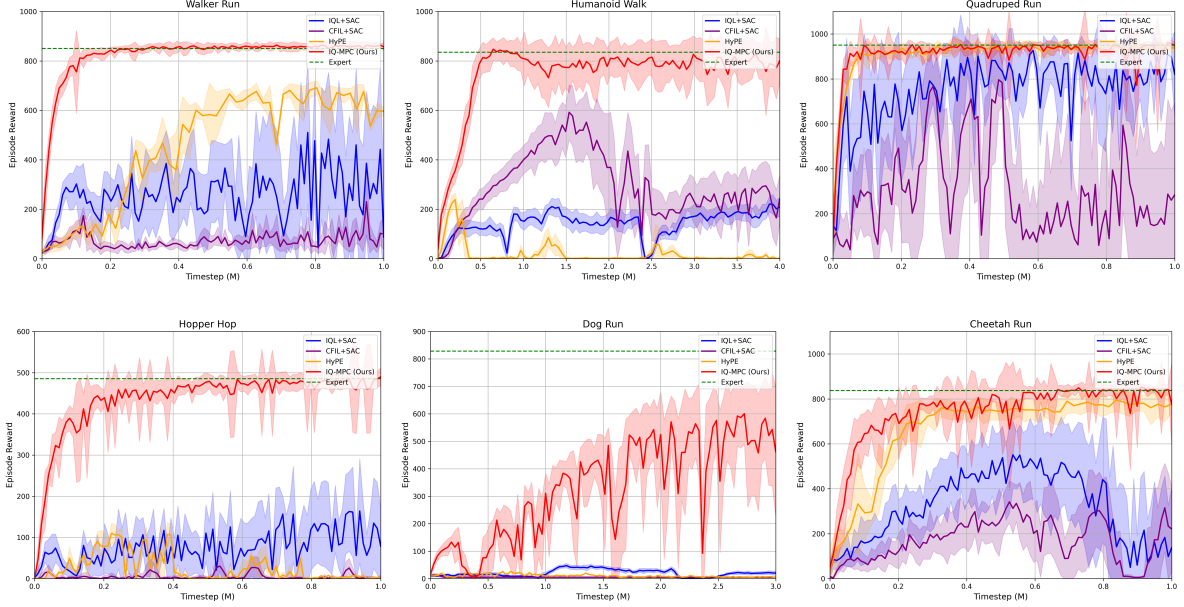 Walker Run
1000
800
600
400
200
0
Episode Reward
0.0 0.2 0.4 0.6 0.8 1.0
Timestep (M)
IQL+SAC
CFIL+SAC
HyPE
IQ-MPC (Ours)
Expert
Humanoid Walk
1000
800
600
400
200
0
Episode Reward
0.0 0.5 1.0 1.5 2.0 2.5 3.0 3.5 4.0
Timestep (M)
IQL+SAC
CFIL+SAC
HyPE
IQ-MPC (Ours)
Expert
Quadruped Run
1000
800
600
400
200
0
Episode Reward
0.0 0.2 0.4 0.6 0.8 1.0
Timestep (M)
IQL+SAC
CFIL+SAC
HyPE
IQ-MPC (Ours)
Expert
Hopper Hop
600
500
400
300
200
100
0
Episode Reward
0.0 0.2 0.4 0.6 0.8 1.0
Timestep (M)
IQL+SAC
CFIL+SAC
HyPE
IQ-MPC (Ours)
Expert
Dog Run
900
800
700
600
500
400
300
200
100
0
Episode Reward
0.0 0.5 1.0 1.5 2.0 2.5 3.0
Timestep (M)
IQL+SAC
CFIL+SAC
HyPE
IQ-MPC (Ours)
Expert
Cheetah Run
1000
800
600
400
200
0
Episode Reward
0.0 0.2 0.4 0.6 0.8 1.0
Timestep (M)
IQL+SAC
CFIL+SAC
HyPE
IQ-MPC (Ours)
Expert